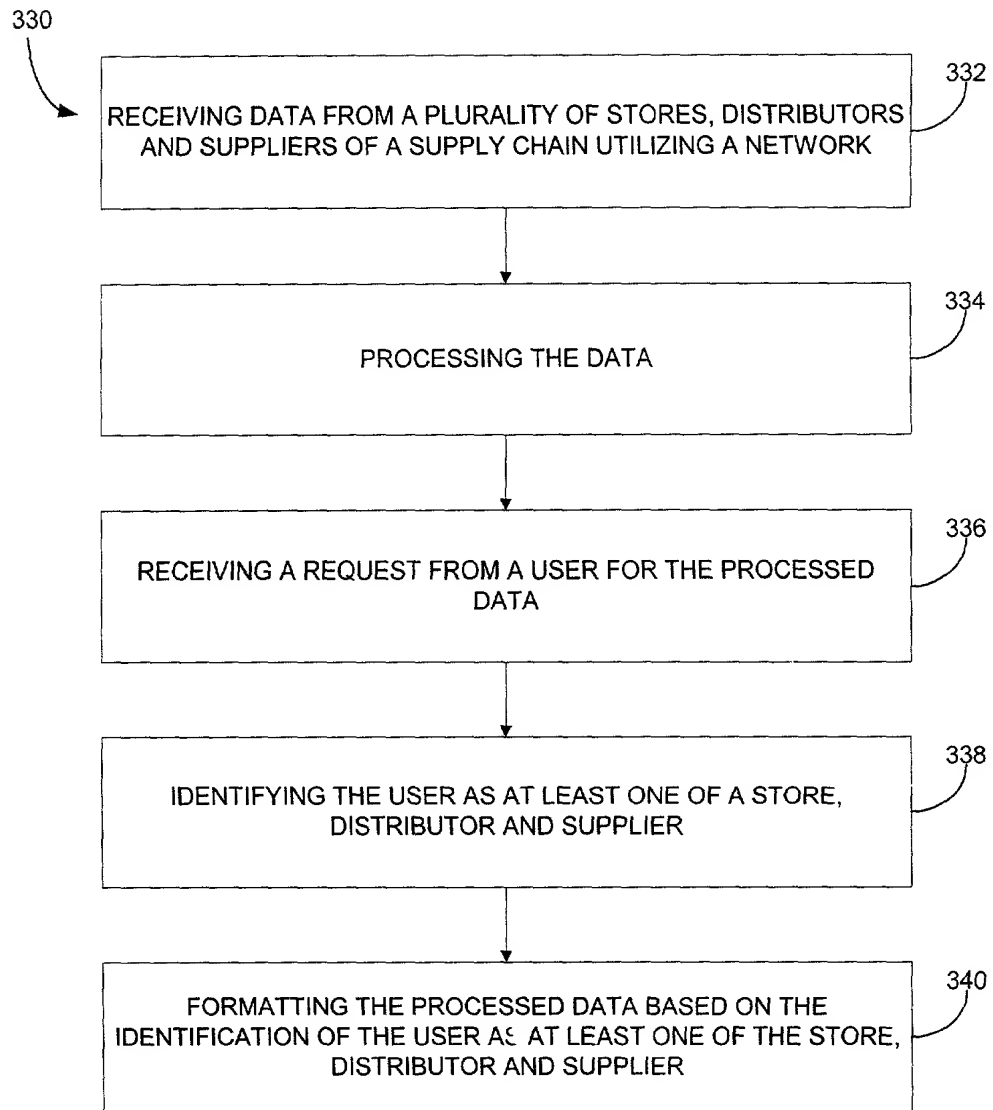 330
332
RECEIVING DATA FROM A PLURALITY OF STORES, DISTRIBUTORS
AND SUPPLIERS OF A SUPPLY CHAIN UTILIZING A NETWORK
334
PROCESSING THE DATA
336
RECEIVING A REQUEST FROM A USER FOR THE PROCESSED
DATA
338
IDENTIFYING THE USER AS AT LEAST ONE OF A STORE,
DISTRIBUTOR AND SUPPLIER
340
FORMATTING THE PROCESSED DATA BASED ON THE
IDENTIFICATION OF THE USER AS AT LEAST ONE OF THE STORE,
DISTRIBUTOR AND SUPPLIER